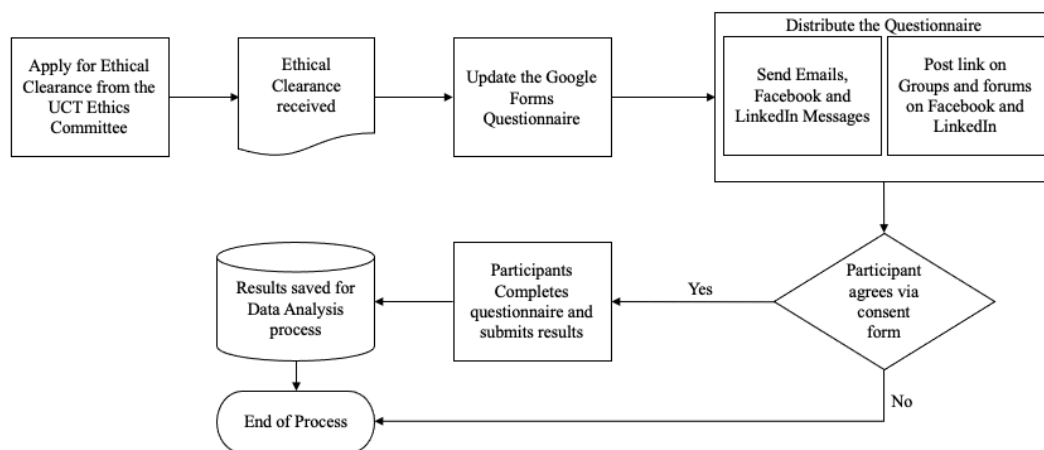 Apply for Ethical
Clearance from the
UCT Ethics
Committee
Ethical
Clearance
received
Update the Google
Forms
Questionnaire
Distribute the Questionnaire
Send Emails,
Facebook and
LinkedIn Messages
Post link on
Groups and forums
on Facebook and
LinkedIn
Participant
agrees via
consent
form
Yes
Participants
Completes
questionnaire and
submits results
Results saved for
Data Analysis
process
No
End of Process